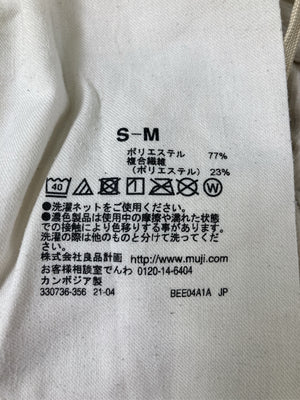 S-M
ポリエステル 77%
複合繊維
(ポリエステル) 23%
40 W
●洗濯ネットをご使用ください。
●濃色製品は使用中の摩擦や濡れた状態
での接触により色移りする事があります。
洗濯の際は他のものと分けて洗ってくだ
さい。
株式会社良品計画 http://www.muji.com
お客様相談室でんわ 0120-14-6404
カンボジア製
330736-356 21-04 BEE04A1A JP